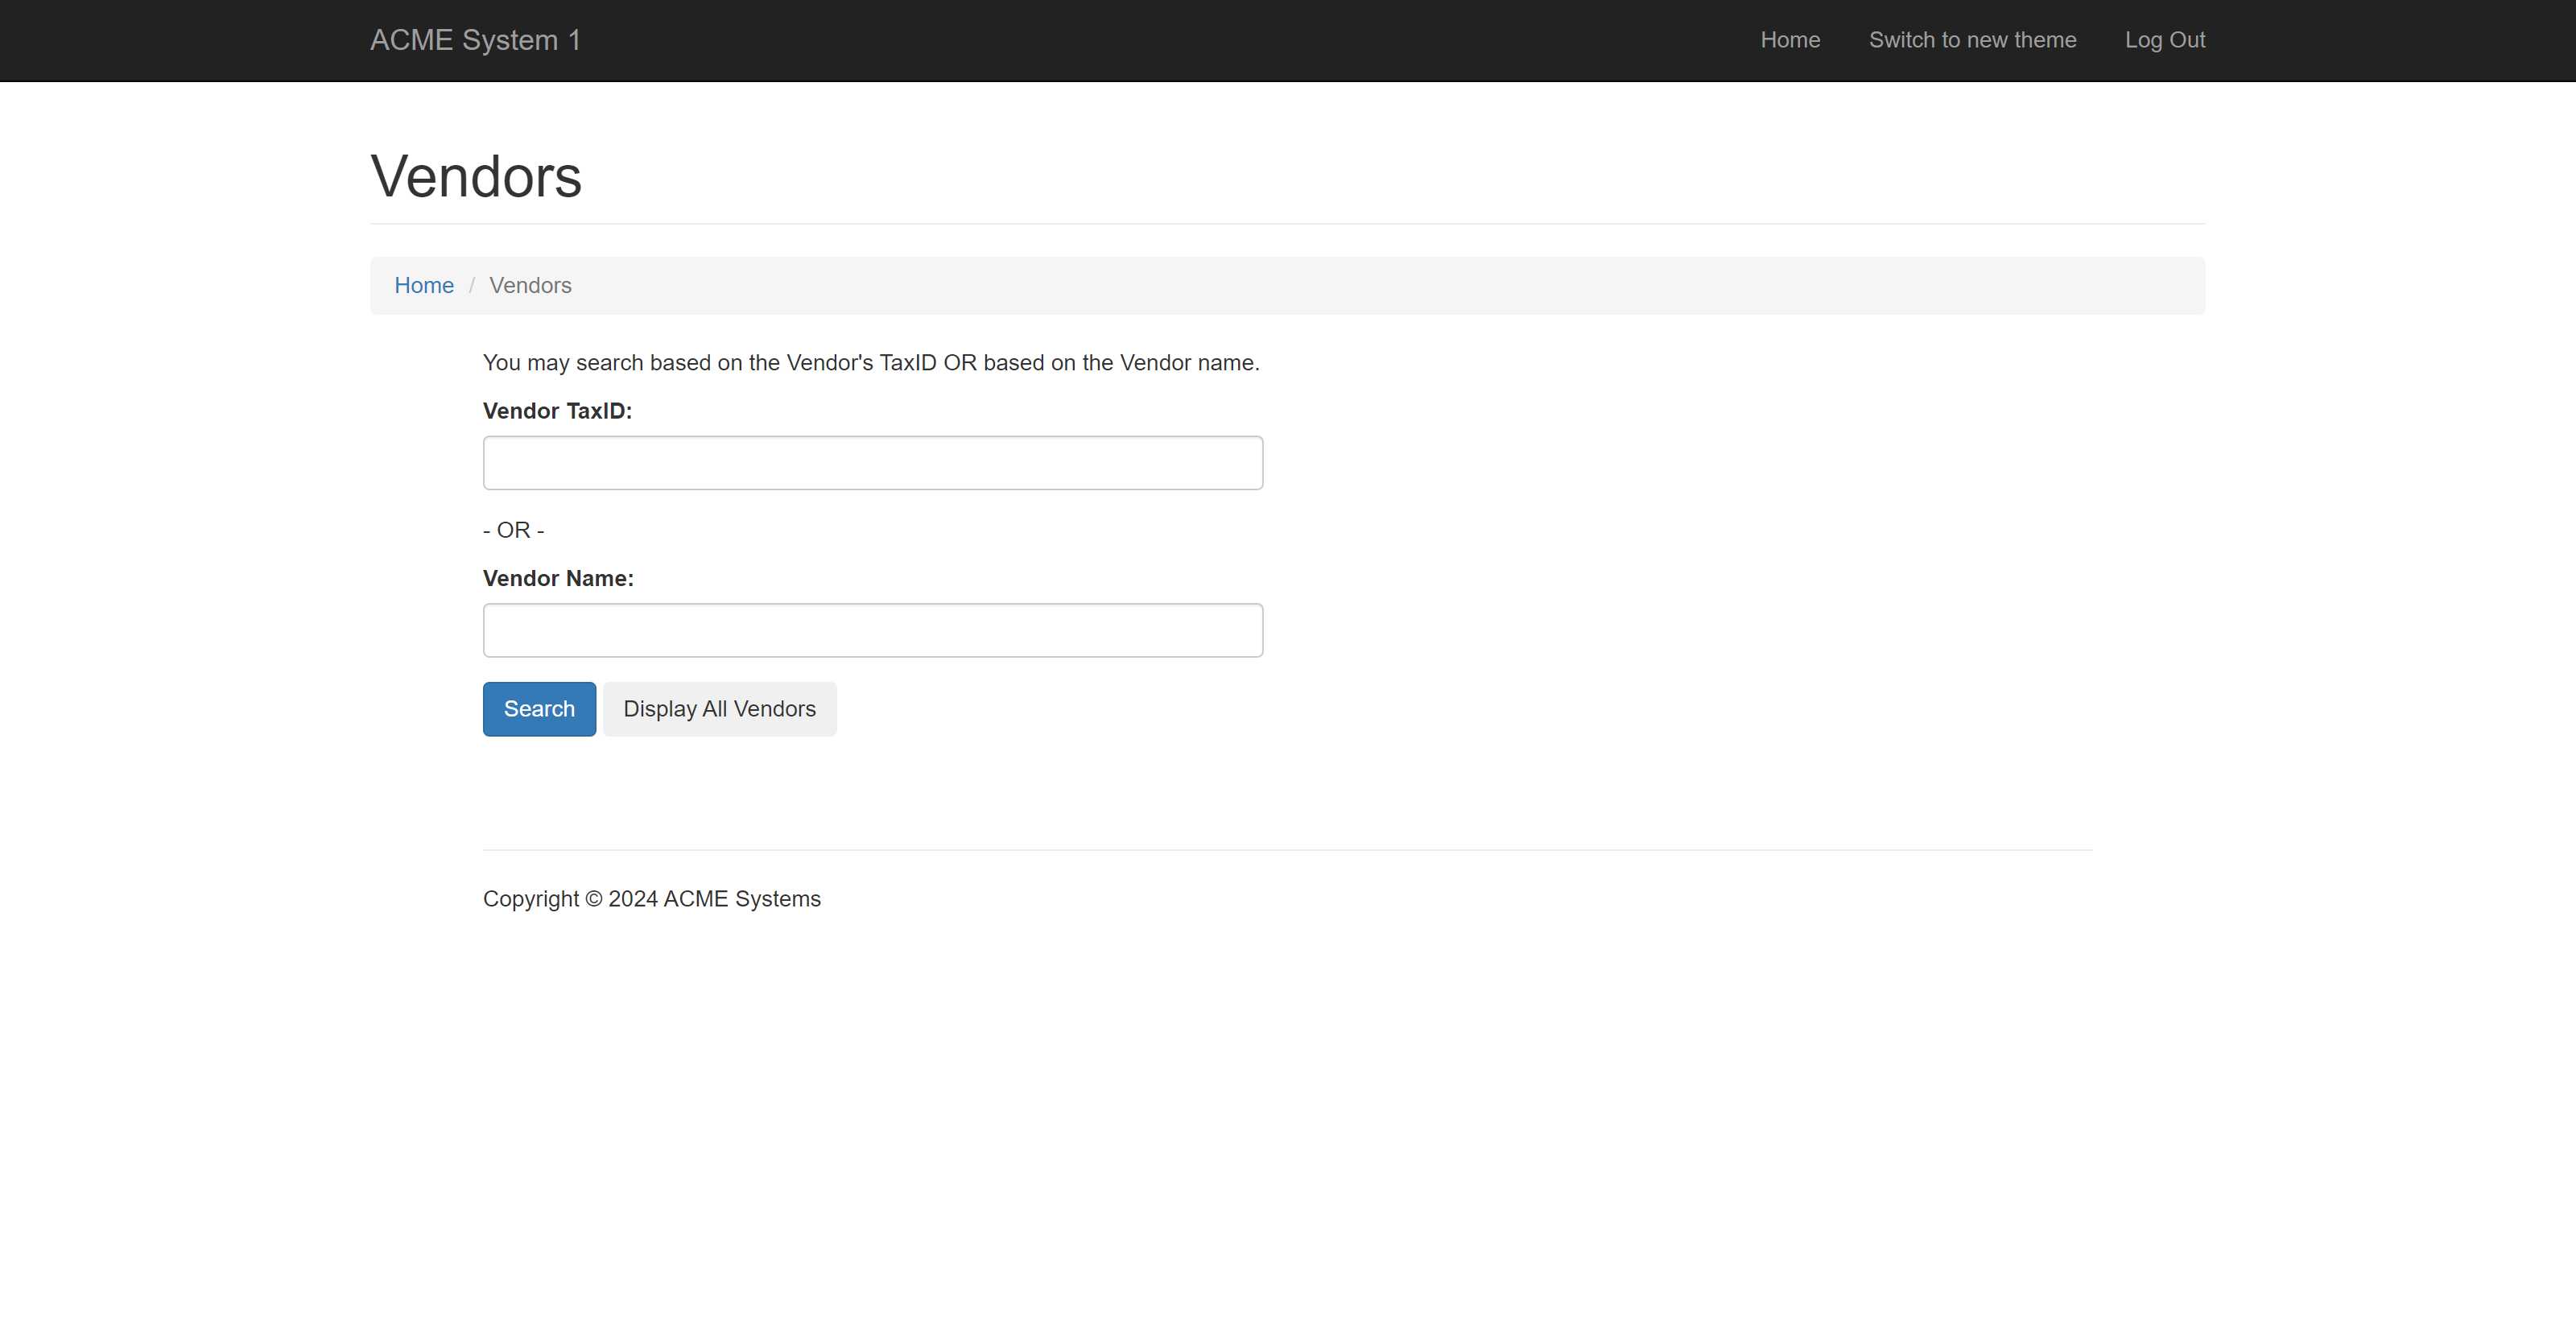 ACME System 1 Home Switch to new theme Log Out
Vendors
Home / Vendors
You may search based on the Vendor's TaxID OR based on the Vendor name.
Vendor TaxID:
- OR -
Vendor Name:
Search Display All Vendors
Copyright © 2024 ACME Systems